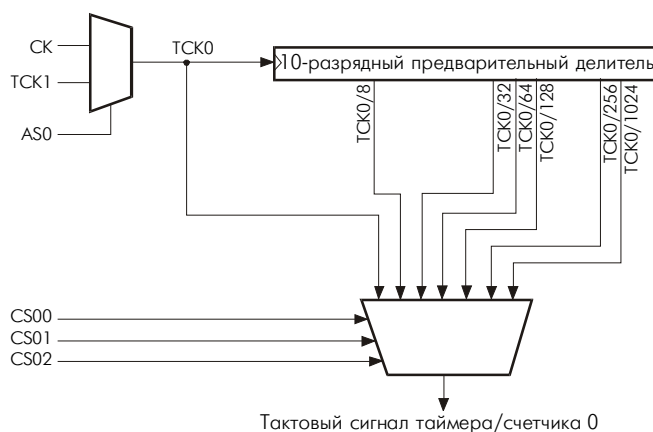 CK
TCK1
AS0
TCK0
10-разрядный предварительный делитель
TCK0/8
TCK0/32
TCK0/64
TCK0/128
TCK0/256
TCK0/1024
CS00
CS01
CS02
Тактовый сигнал таймера/счетчика 0